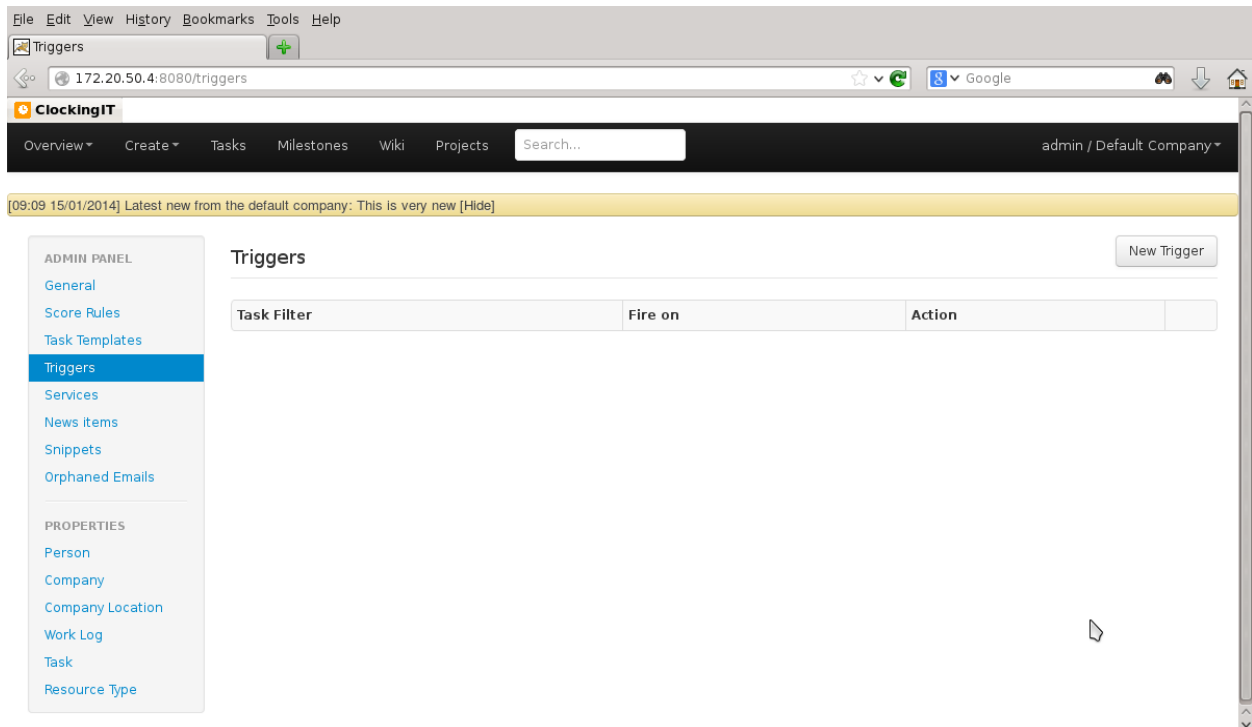 File Edit View History Bookmarks Tools Help
Triggers
172.20.50.4:8080/triggers
Google
ClockingIT
Overview Create Tasks Milestones Wiki Projects Search... admin / Default Company
[09:09 15/01/2014] Latest new from the default company: This is very new [Hide]
ADMIN PANEL
General
Score Rules
Task Templates
Triggers
Services
News items
Snippets
Orphaned Emails
PROPERTIES
Person
Company
Company Location
Work Log
Task
Resource Type
Triggers New Trigger
Task Filter Fire on Action